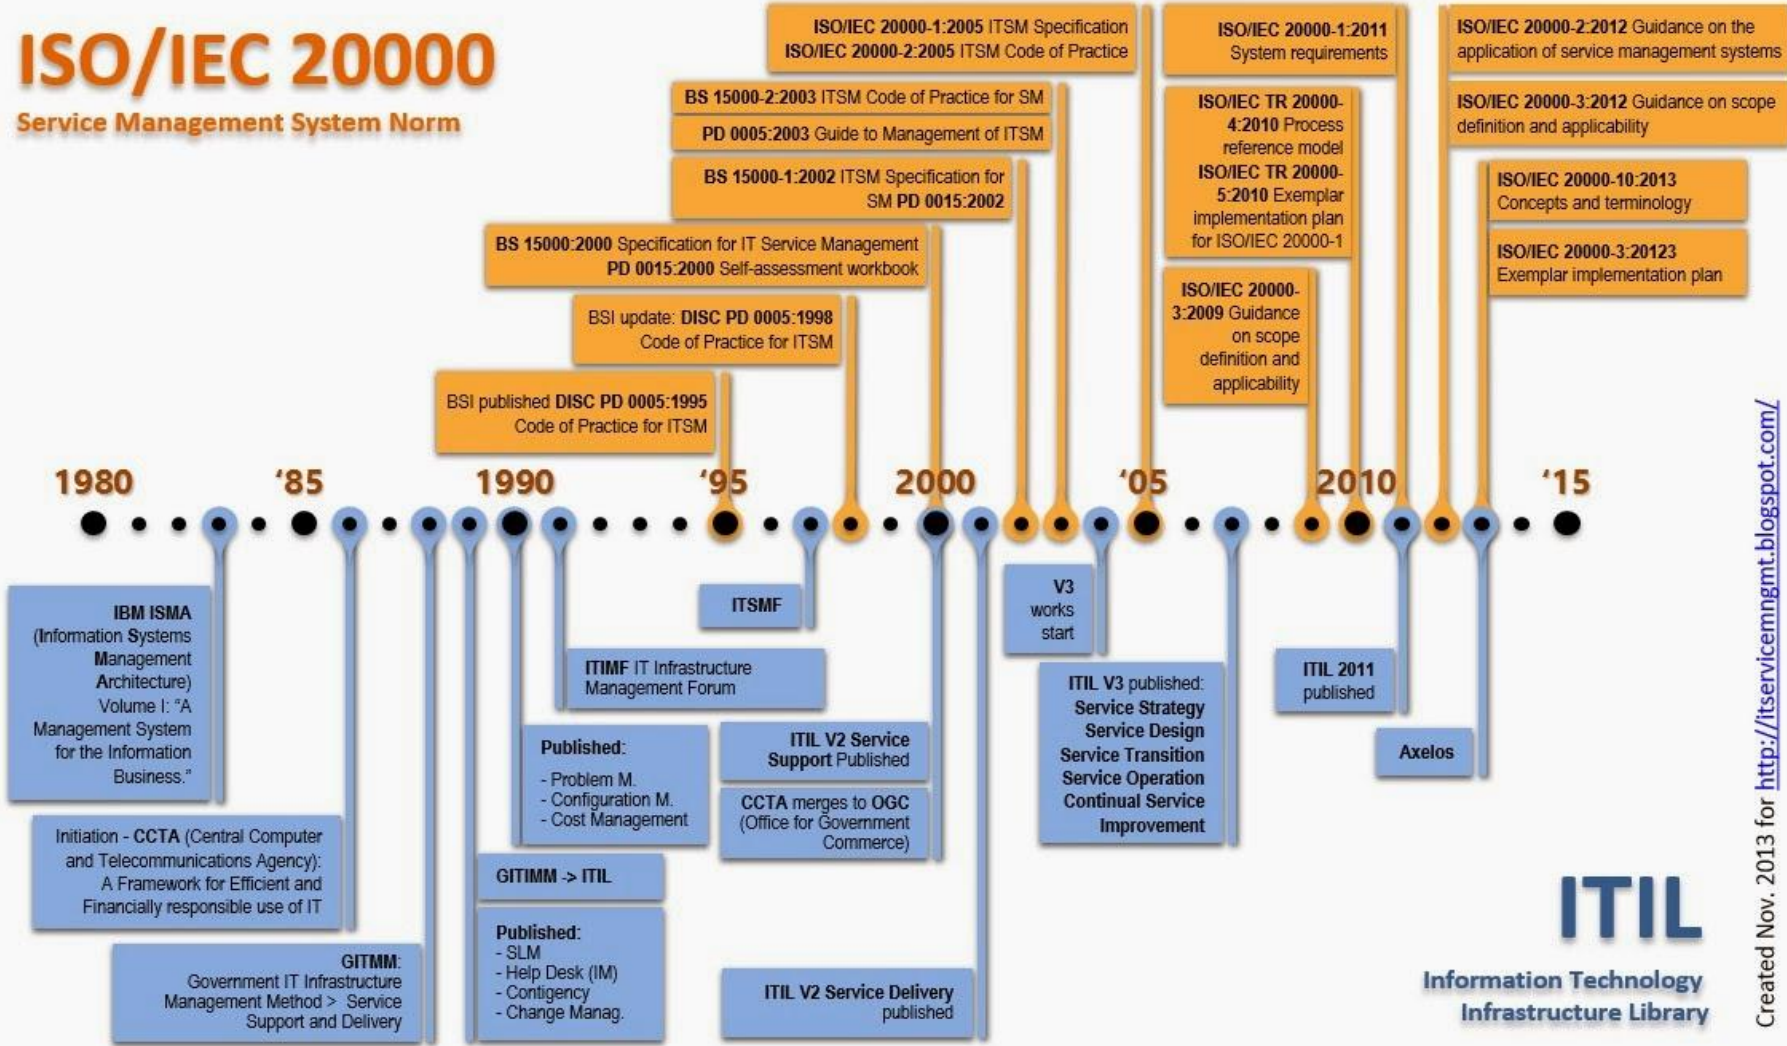 ISO/IEC 20000
Service Management System Norm
ISO/IEC 20000-1:2005 ITSM Specification
ISO/IEC 20000-2:2005 ITSM Code of Practice
BS 15000-2:2003 ITSM Code of Practice for SM
PD 0005:2003 Guide to Management of ITSM
BS 15000-1:2002 ITSM Specification for
SM PD 0015:2002
BS 15000:2000 Specification for IT Service Management
PD 0015:2000 Self-assessment workbook
BSI update: DISC PD 0005:1998
Code of Practice for ITSM
BSI published DISC PD 0005:1995
Code of Practice for ITSM
ISO/IEC 20000-1:2011
System requirements
ISO/IEC TR 20000-
4:2010 Process
reference model
ISO/IEC TR 20000-
5:2010 Exemplar
implementation plan
for ISO/IEC 20000-1
ISO/IEC 20000-
3:2009 Guidance
on scope
definition and
applicability
ISO/IEC 20000-2:2012 Guidance on the
application of service management systems
ISO/IEC 20000-3:2012 Guidance on scope
definition and applicability
ISO/IEC 20000-10:2013
Concepts and terminology
ISO/IEC 20000-3:20123
Exemplar implementation plan
1980 ‘85 1990 ‘95 2000 ‘05 2010 ‘15
IBM ISMA
(Information Systems
Management
Architecture)
Volume I: “A
Management System
for the Information
Business.”
Initiation - CCTA (Central Computer
and Telecommunications Agency):
A Framework for Efficient and
Financially responsible use of IT
GITMM:
Government IT Infrastructure
Management Method > Service
Support and Delivery
GITIMM -> ITIL
Published:
- SLM
- Help Desk (IM)
- Contigency
- Change Manag.
Published:
- Problem M.
- Configuration M.
- Cost Management
ITIMF IT Infrastructure
Management Forum
ITSMF
ITIL V2 Service
Support Published
CCTA merges to OGC
(Office for Government
Commerce)
ITIL V2 Service Delivery
published
V3
works
start
ITIL V3 published:
Service Strategy
Service Design
Service Transition
Service Operation
Continual Service
Improvement
ITIL 2011
published
Axelos
ITIL
Information Technology
Infrastructure Library
Created Nov. 2013 for http://itservicemngmt.blogspot.com/